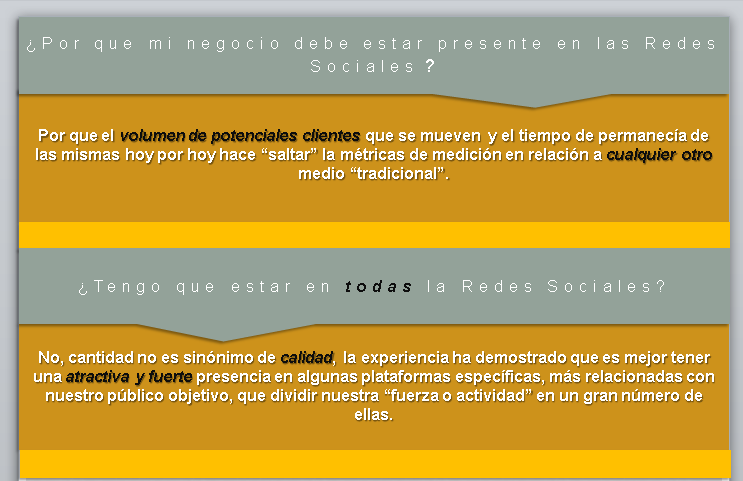 ¿Por que mi negocio debe estar presente en las Redes
Sociales ?
Por que el volumen de potenciales clientes que se mueven y el tiempo de permanecía de
las mismas hoy por hoy hace “saltar” la métricas de medición en relación a cualquier otro
medio “tradicional”.
¿Tengo que estar en todas la Redes Sociales?
No, cantidad no es sinónimo de calidad, la experiencia ha demostrado que es mejor tener
una atractiva y fuerte presencia en algunas plataformas específicas, más relacionadas con
nuestro público objetivo, que dividir nuestra “fuerza o actividad” en un gran número de
ellas.